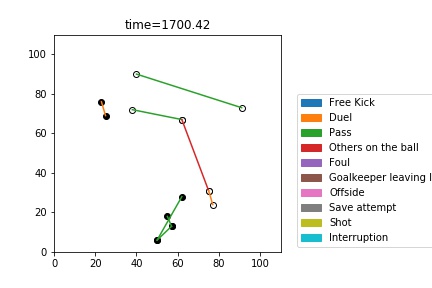 time=1700.42
100
80
60
40
20
0
0 20 40 60 80 100
Free Kick
Duel
Pass
Others on the ball
Foul
Goalkeeper leaving l
Offside
Save attempt
Shot
Interruption